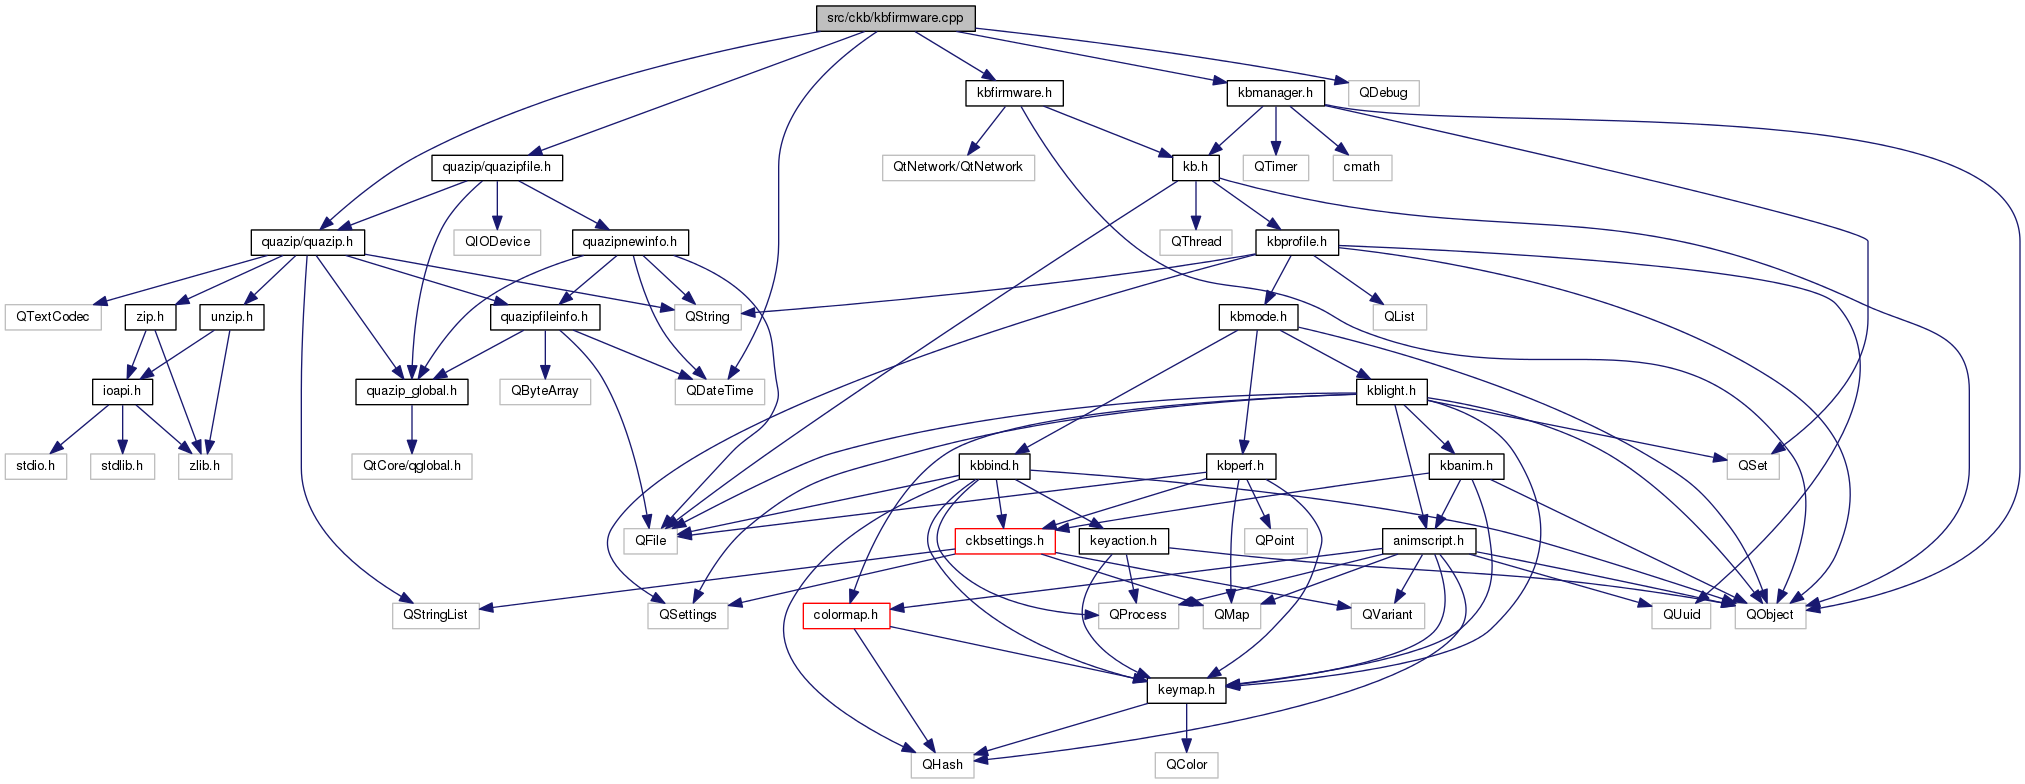 src/ckb/kbfirmware.cpp
kbfirmware.h
kbmanager.h
QDebug
quazip/quazipfile.h
QtNetwork/QtNetwork
kb.h
QTimer
cmath
quazip/quazip.h
QIODevice
quazipnewinfo.h
QThread
kbprofile.h
QTextCodec
zip.h
unzip.h
quazipfileinfo.h
QString
kbmode.h
QList
ioapi.h
quazip_global.h
QByteArray
QDateTime
kblight.h
stdio.h
stdlib.h
zlib.h
QtCore/qglobal.h
kbbind.h
kbperf.h
kbanim.h
QSet
QFile
ckbsettings.h
keyaction.h
QPoint
animscript.h
QStringList
QSettings
colormap.h
QProcess
QMap
QVariant
QUuid
QObject
keymap.h
QHash
QColor